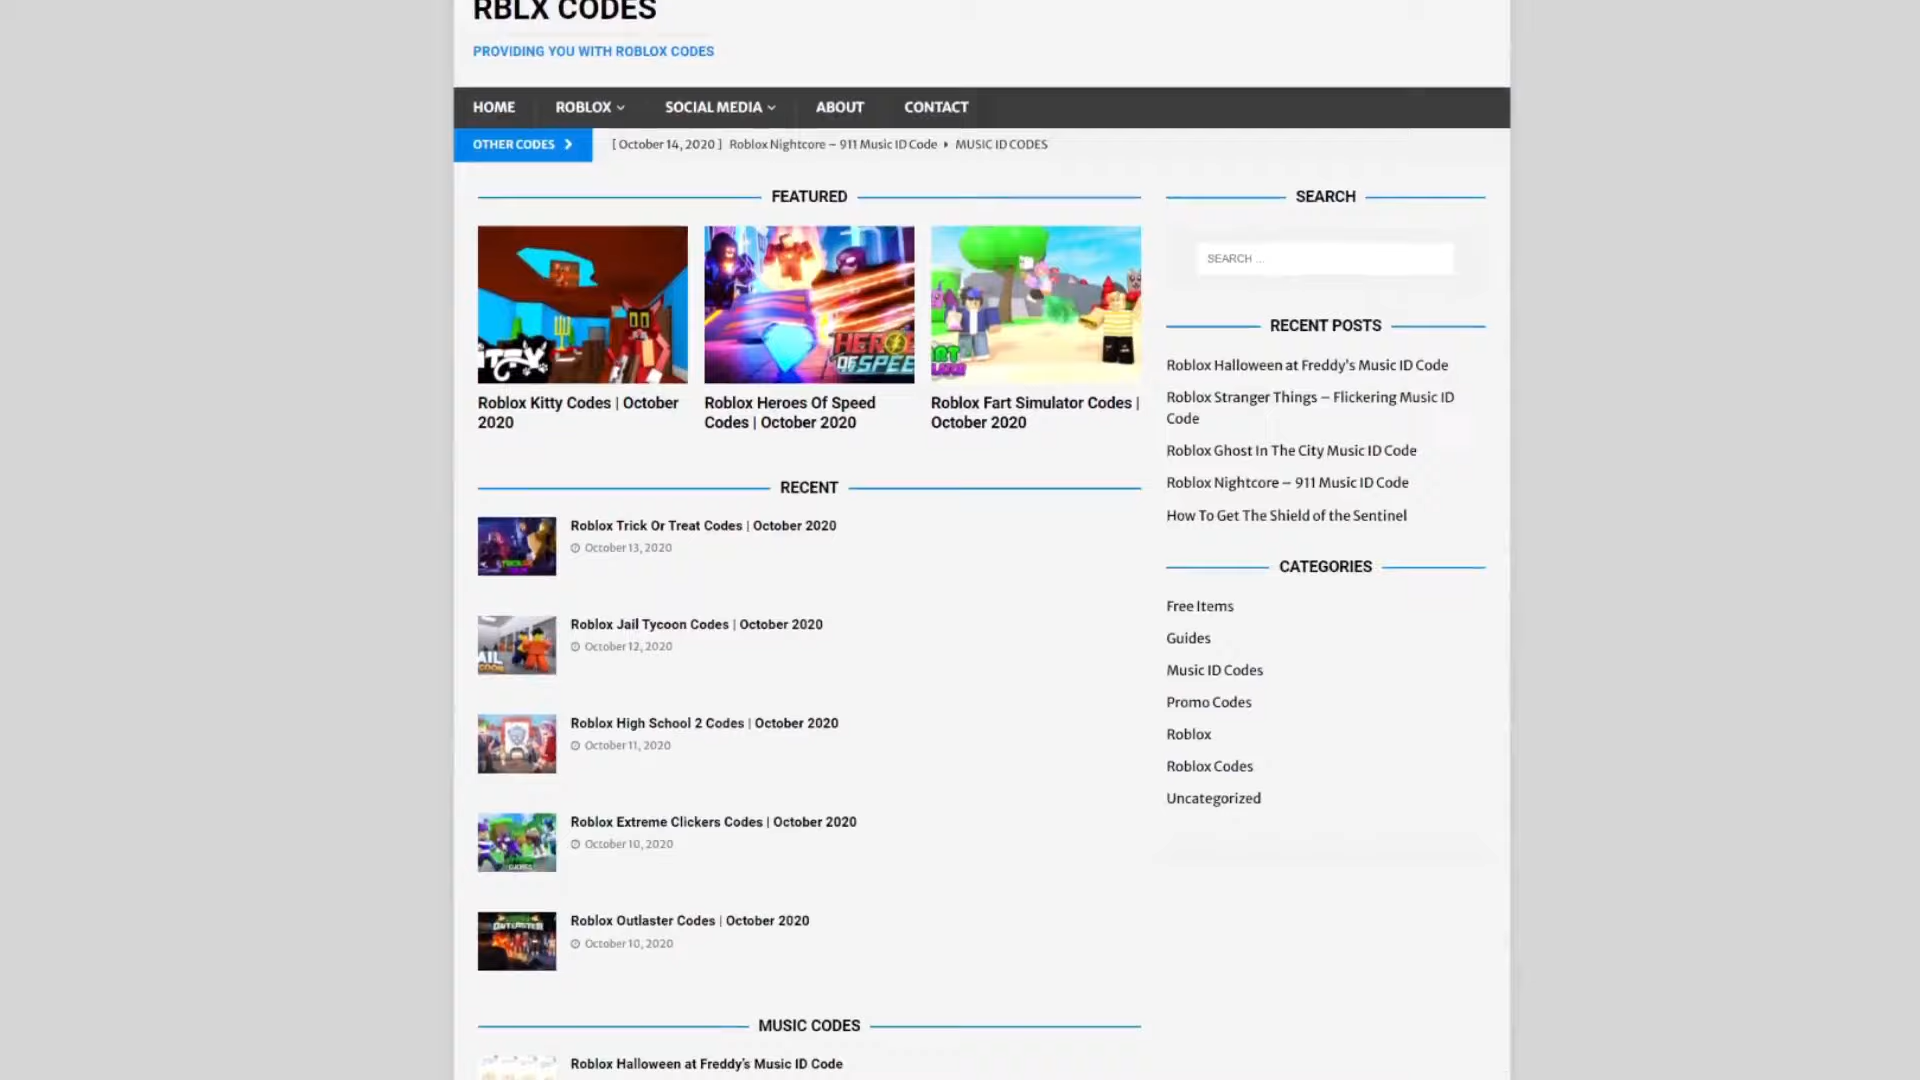 RBLX CODES
PROVIDING YOU WITH ROBLOX CODES
HOME
ROBLOX
SOCIAL MEDIA
ABOUT
CONTACT
OTHER CODES
[ October 14, 2020 ] Roblox Nightcore – 911 Music ID Code
MUSIC ID CODES
FEATURED
HEROES
OF SPEE
Roblox Kitty Codes | October
2020
Roblox Heroes Of Speed
Codes | October 2020
Roblox Fart Simulator Codes |
October 2020
RECENT
Roblox Trick Or Treat Codes | October 2020
October 13, 2020
Roblox Jail Tycoon Codes | October 2020
October 12, 2020
Roblox High School 2 Codes | October 2020
October 11, 2020
Roblox Extreme Clickers Codes | October 2020
October 10, 2020
OUTLASTER
Roblox Outlaster Codes | October 2020
October 10, 2020
MUSIC CODES
Roblox Halloween at Freddy's Music ID Code
SEARCH
SEARCH ...
RECENT POSTS
Roblox Halloween at Freddy's Music ID Code
Roblox Stranger Things – Flickering Music ID
Code
Roblox Ghost In The City Music ID Code
Roblox Nightcore – 911 Music ID Code
How To Get The Shield of the Sentinel
CATEGORIES
Free Items
Guides
Music ID Codes
Promo Codes
Roblox
Roblox Codes
Uncategorized